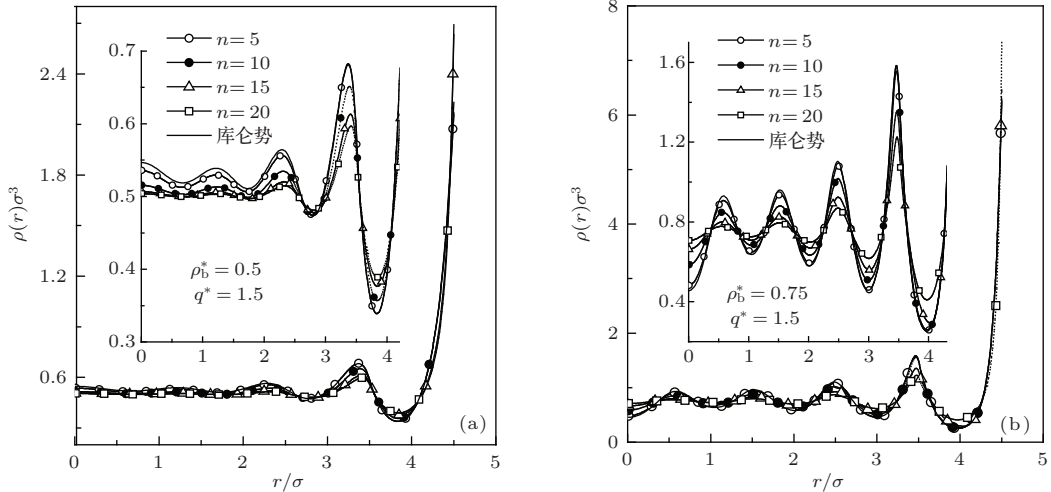 2.4
1.8
1.2
0.6
0 1 2 3 4 5
ρ(r)σ³
r/σ
0.7
0.6
0.5
0.4
0.3
0 1 2 3 4
n= 5
n= 10
n= 15
n= 20
库仑势
ρ*b = 0.5
q* = 1.5
(a)
8
6
4
2
0
0 1 2 3 4 5
ρ(r)σ³
r/σ
1.6
1.2
0.8
0.4
0 1 2 3 4
n= 5
n= 10
n= 15
n= 20
库仑势
ρ*b = 0.75
q* = 1.5
(b)